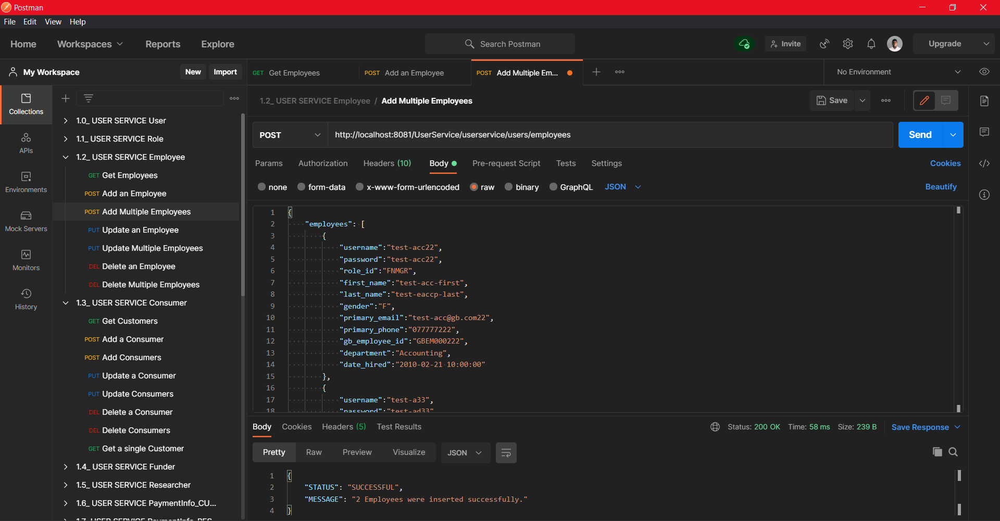 Postman
File Edit View Help
Home Workspaces Reports Explore Search Postman Invite Upgrade
My Workspace New Import
GET Get Employees POST Add an Employee POST Add Multiple Em... No Environment
Collections
APIs
Environments
Mock Servers
Monitors
History
1.0_ USER SERVICE User
1.1_ USER SERVICE Role
1.2_ USER SERVICE Employee
GET Get Employees
POST Add an Employee
POST Add Multiple Employees
PUT Update an Employee
PUT Update Multiple Employees
DEL Delete an Employee
DEL Delete Multiple Employees
1.3_ USER SERVICE Consumer
GET Get Customers
POST Add a Consumer
POST Add Consumers
PUT Update a Consumer
PUT Update Consumers
DEL Delete a Consumer
DEL Delete Consumers
GET Get a single Customer
1.4_ USER SERVICE Funder
1.5_ USER SERVICE Researcher
1.6_ USER SERVICE PaymentInfo_CU...
1.7_ USER SERVICE PaymentInfo_RES...
1.2_ USER SERVICE Employee / Add Multiple Employees Save
POST http://localhost:8081/UserService/userservice/users/employees Send
Params Authorization Headers (10) Body Pre-request Script Tests Settings Cookies
none form-data x-www-form-urlencoded raw binary GraphQL JSON Beautify
1 {
2 "employees": [
3 {
4 "username":"test-acc22",
5 "password":"test-acc22",
6 "role_id":"FNMGR",
7 "first_name":"test-acc-first",
8 "last_name":"test-eaccp-last",
9 "gender":"F",
10 "primary_email":"test-acc@gb.com22",
11 "primary_phone":"077777222",
12 "gb_employee_id":"GBEM000222",
13 "department":"Accounting",
14 "date_hired":"2010-02-21 10:00:00"
15 },
16 {
17 "username":"test-a33",
18 "password":"test-ad33"
Body Cookies Headers (5) Test Results Status: 200 OK Time: 58 ms Size: 239 B Save Response
Pretty Raw Preview Visualize JSON
1 {
2 "STATUS": "SUCCESSFUL",
3 "MESSAGE": "2 Employees were inserted successfully."
4 }